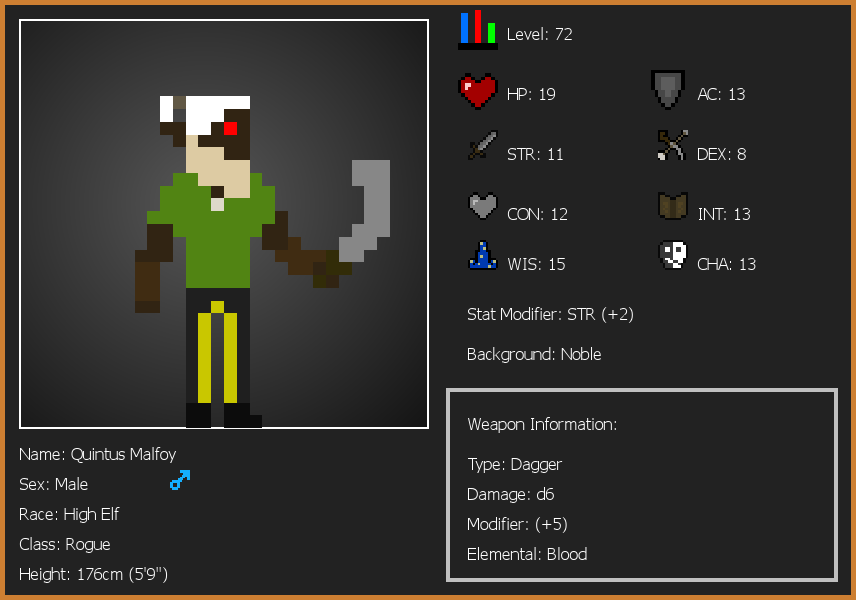 Level: 72
HP: 19
AC: 13
STR: 11
DEX: 8
CON: 12
INT: 13
WIS: 15
CHA: 13
Stat Modifier: STR (+2)
Background: Noble
Weapon Information:
Type: Dagger
Damage: d6
Modifier: (+5)
Elemental: Blood
Name: Quintus Malfoy
Sex: Male
Race: High Elf
Class: Rogue
Height: 176cm (5'9")